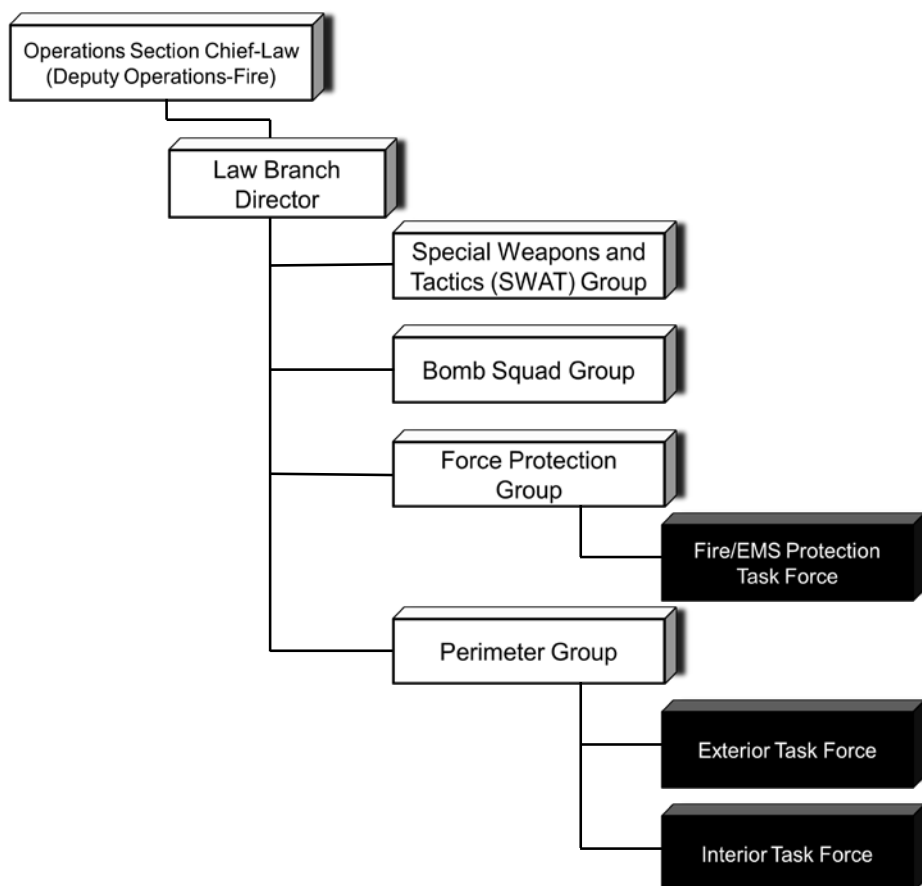 Operations Section Chief-Law
(Deputy Operations-Fire)
Law Branch
Director
Special Weapons and
Tactics (SWAT) Group
Bomb Squad Group
Force Protection
Group
Fire/EMS Protection
Task Force
Perimeter Group
Exterior Task Force
Interior Task Force